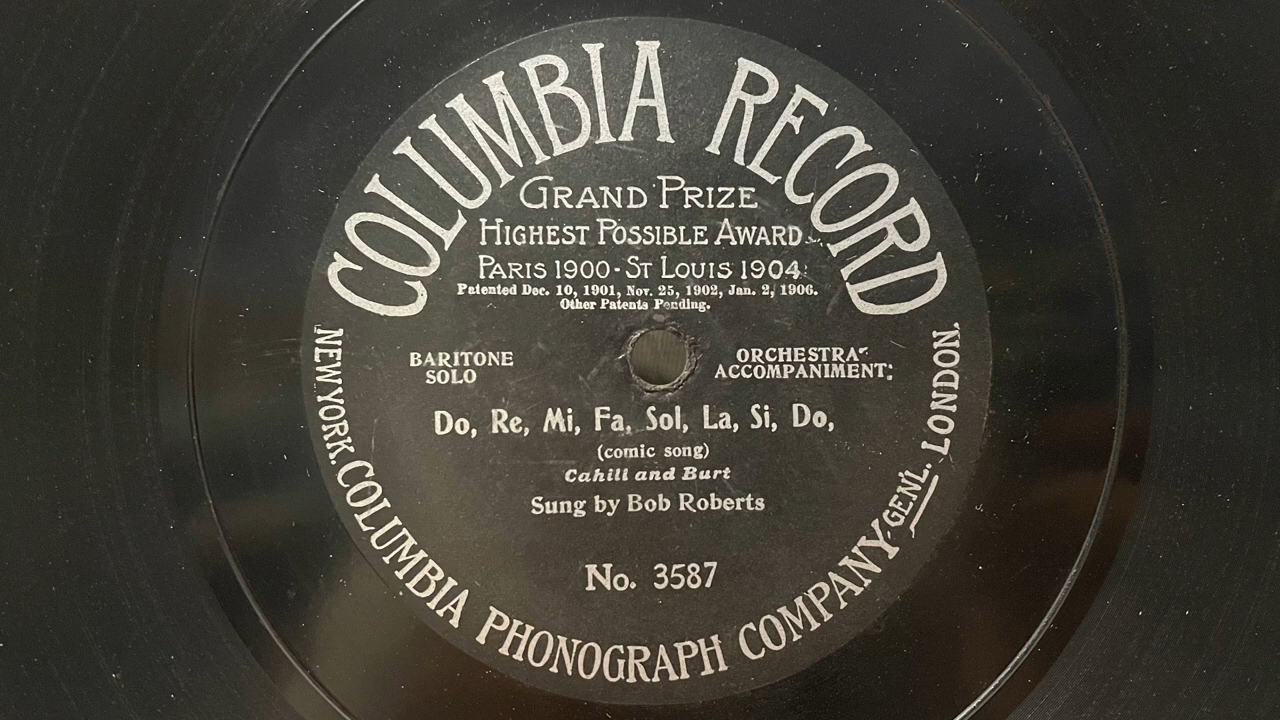 COLUMBIA RECORD
GRAND PRIZE
HIGHEST POSSIBLE AWARD
PARIS 1900 - ST LOUIS 1904
Patented Dec. 10, 1901, Nov. 25, 1902, Jan. 2, 1906.
Other Patents Pending.
BARITONE
SOLO
ORCHESTRA
ACCOMPANIMENT.
Do, Re, Mi, Fa, Sol, La, Si, Do,
(comic song)
Cahill and Burt
Sung by Bob Roberts
No. 3587
NEW YORK. COLUMBIA PHONOGRAPH COMPANY GEN'L. LONDON.